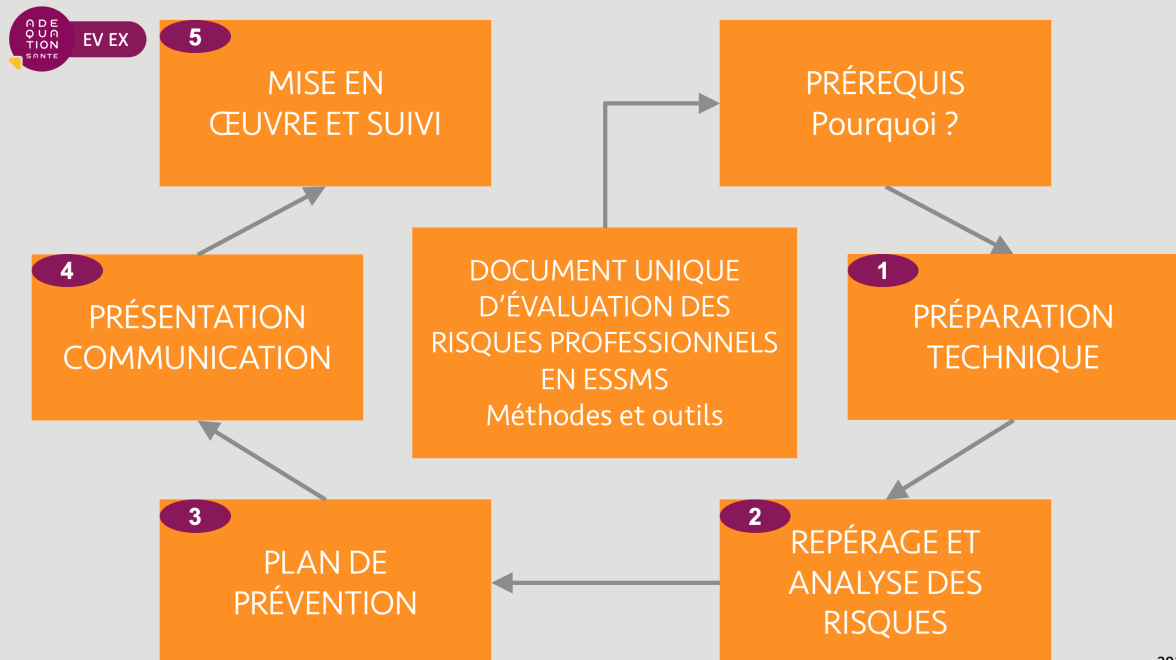 ADE
QUA
TION
SANTE
EV EX
5
MISE EN
ŒUVRE ET SUIVI
PRÉREQUIS
Pourquoi ?
DOCUMENT UNIQUE
D'ÉVALUATION DES
RISQUES PROFESSIONNELS
EN ESSMS
Méthodes et outils
4
PRÉSENTATION
COMMUNICATION
1
PRÉPARATION
TECHNIQUE
3
PLAN DE
PRÉVENTION
2
REPÉRAGE ET
ANALYSE DES
RISQUES